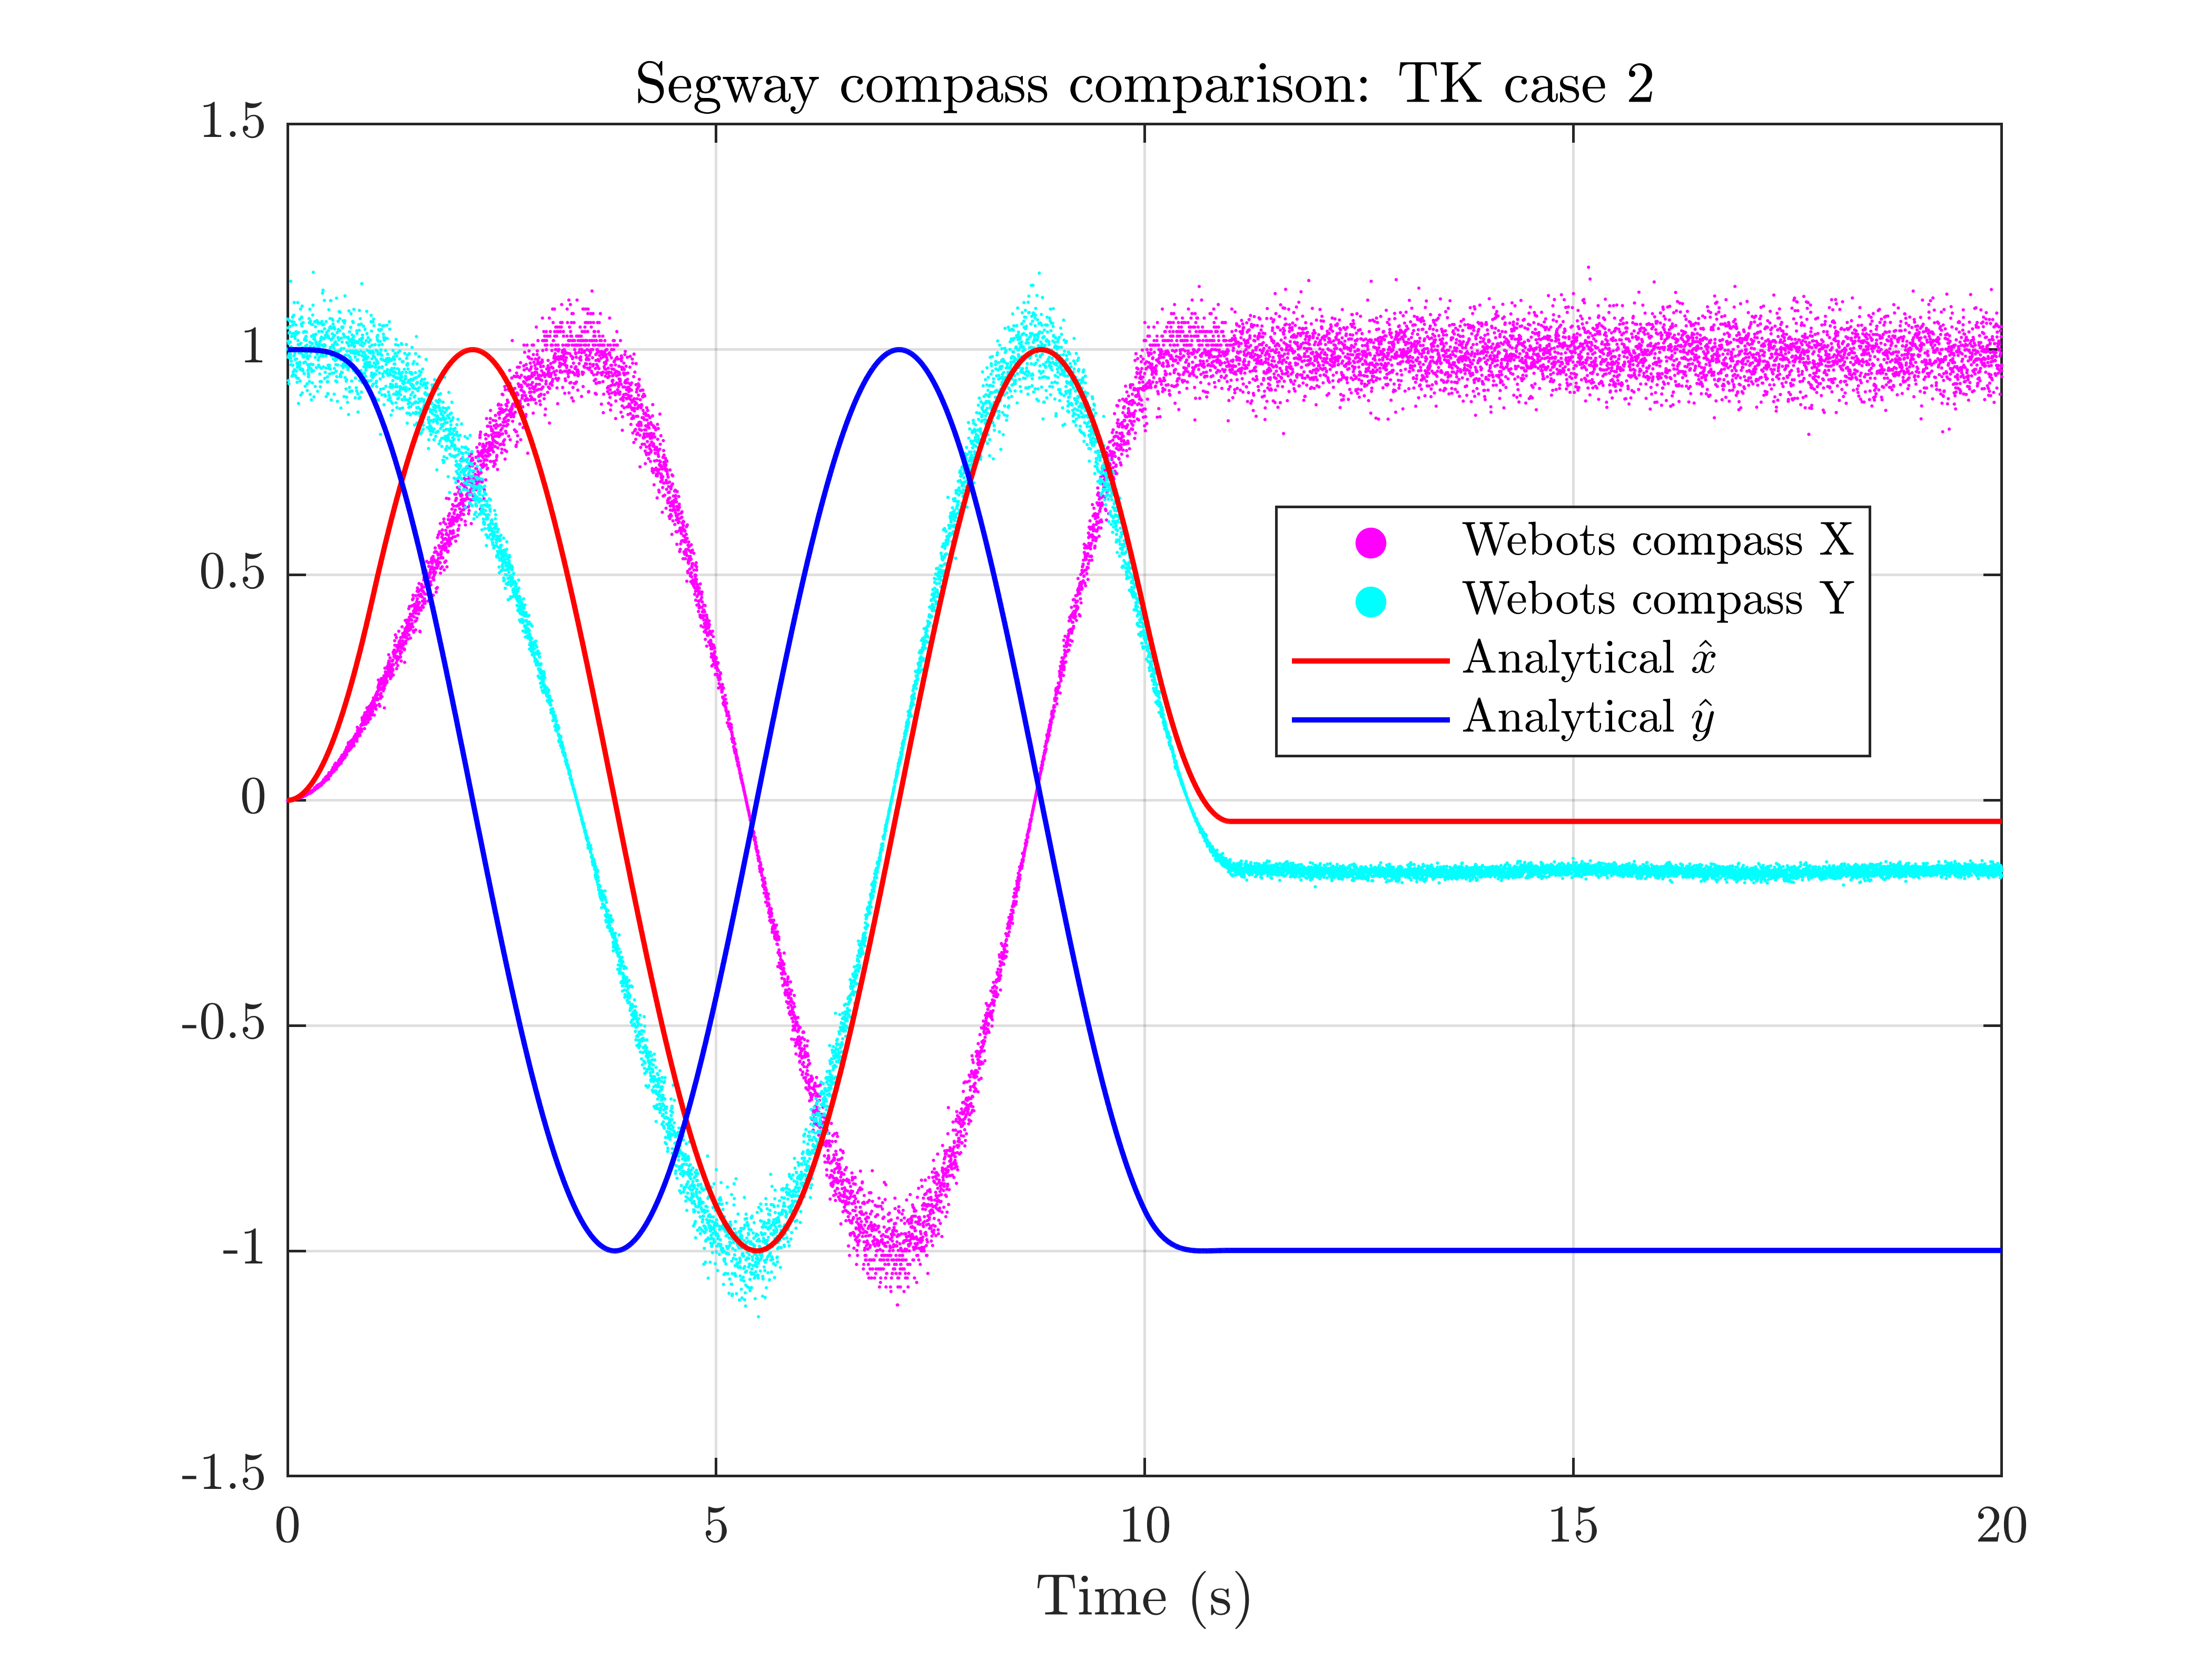 Segway compass comparison: TK case 2
1.5
1
0.5
0
-0.5
-1
-1.5
Webots compass X
Webots compass Y
Analytical x̂
Analytical ŷ
0 5 10 15 20
Time (s)